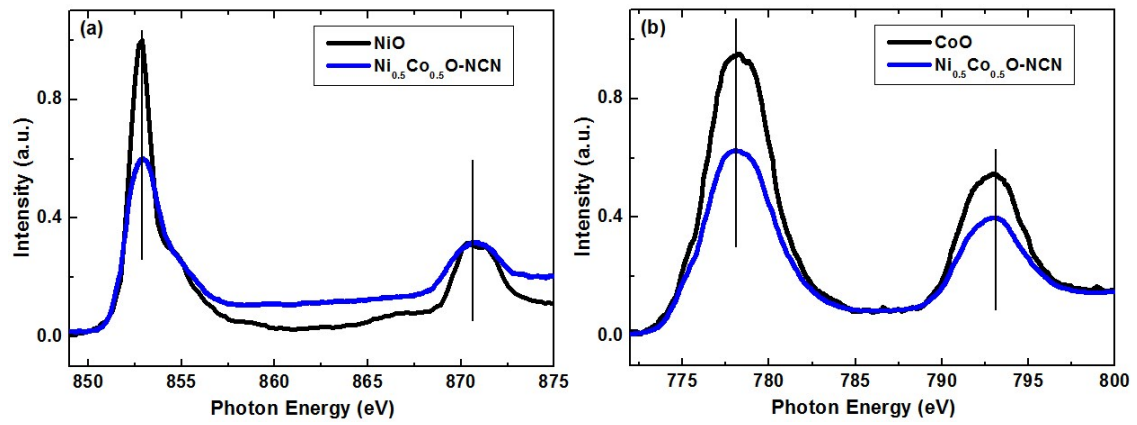 (a)
NiO
Ni0.5Co0.5O-NCN
0.8
0.4
0.0
Intensity (a.u.)
850 855 860 865 870 875
Photon Energy (eV)
(b)
CoO
Ni0.5Co0.5O-NCN
0.8
0.4
0.0
Intensity (a.u.)
775 780 785 790 795 800
Photon Energy (eV)